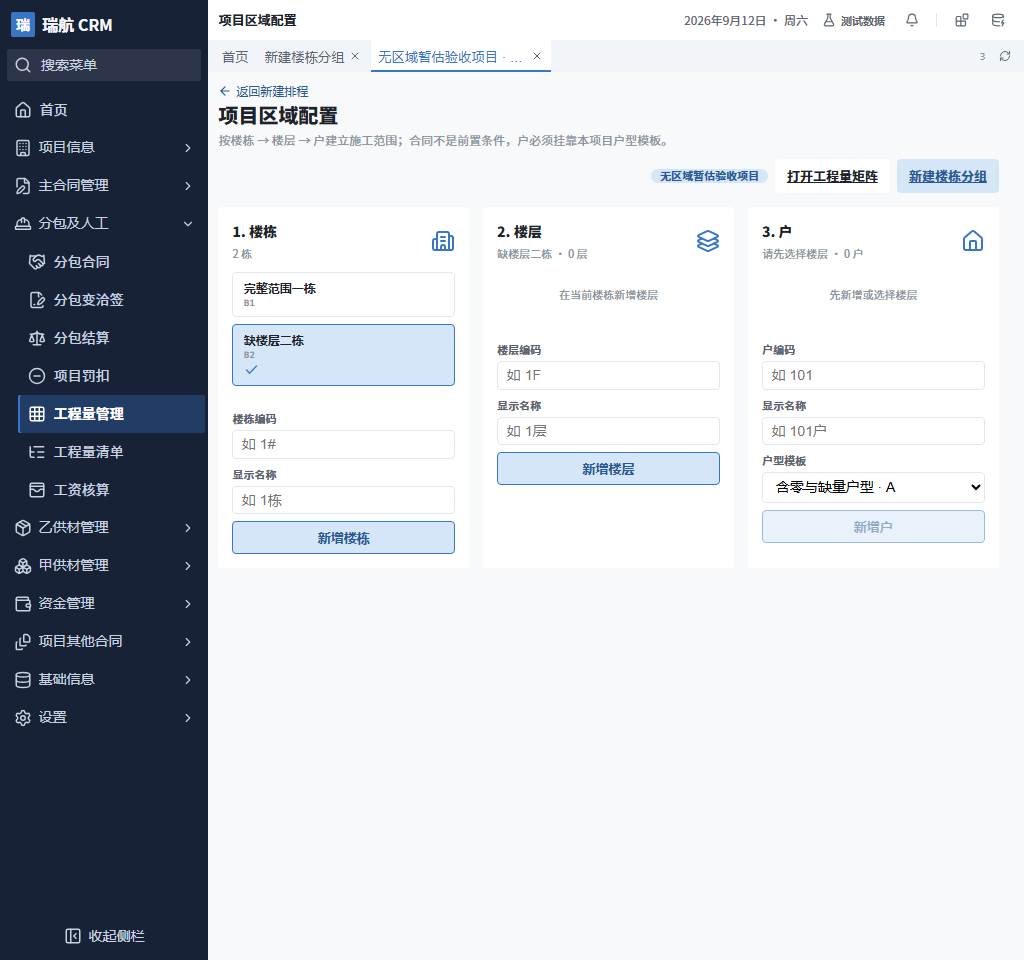 瑞 瑞航 CRM
搜索菜单
首页
项目信息
主合同管理
分包及人工
分包合同
分包变洽签
分包结算
项目罚扣
工程量管理
工程量清单
工资核算
乙供材管理
甲供材管理
资金管理
项目其他合同
基础信息
设置
收起侧栏
项目区域配置
2026年9月12日 • 周六 测试数据
首页 新建楼栋分组 × 无区域暂估验收项目 · ... × 3
← 返回新建排程
项目区域配置
按楼栋 → 楼层 → 户建立施工范围；合同不是前置条件，户必须挂靠本项目户型模板。
无区域暂估验收项目 打开工程量矩阵 新建楼栋分组
1. 楼栋
2 栋
完整范围一栋
B1
缺楼层二栋
B2
楼栋编码
如 1#
显示名称
如 1栋
新增楼栋
2. 楼层
缺楼层二栋 • 0 层
在当前楼栋新增楼层
楼层编码
如 1F
显示名称
如 1层
新增楼层
3. 户
请先选择楼层 • 0 户
先新增或选择楼层
户编码
如 101
显示名称
如 101户
户型模板
含零与缺量户型 · A
新增户